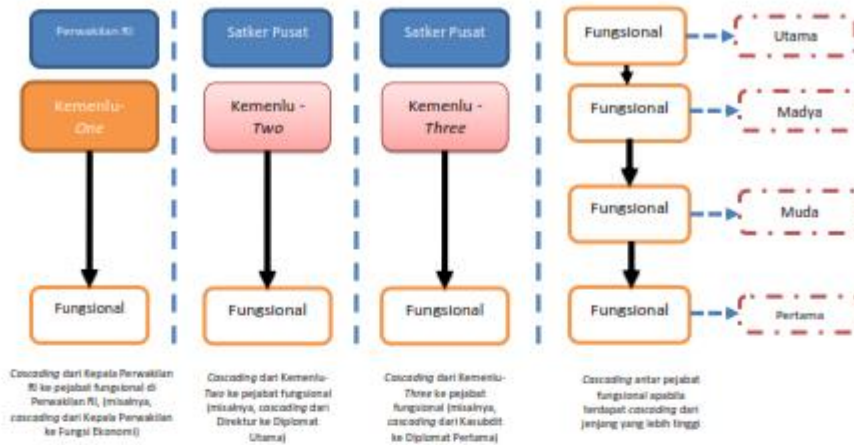 Perwakilan RI
Kemenlu-
One
Fungsional
Cascading dari Kepala Perwakilan
RI ke pejabat fungsional di
Perwakilan RI, (misalnya,
cascading dari Kepala Perwakilan
ke Fungsi Ekonomi)
Satker Pusat
Kemenlu -
Two
Fungsional
Cascading dari Kemenlu-
Two ke pejabat fungsional
(misalnya, cascading dari
Direktur ke Diplomat
Utama)
Satker Pusat
Kemenlu -
Three
Fungsional
Cascading dari Kemenlu-
Three ke pejabat
fungsional (misalnya,
cascading dari Kasubdit
ke Diplomat Pertama)
Fungsional
Utama
Fungsional
Madya
Fungsional
Muda
Fungsional
Pertama
Cascading antar pejabat
fungsional apabila
terdapat cascading dari
jenjang yang lebih tinggi